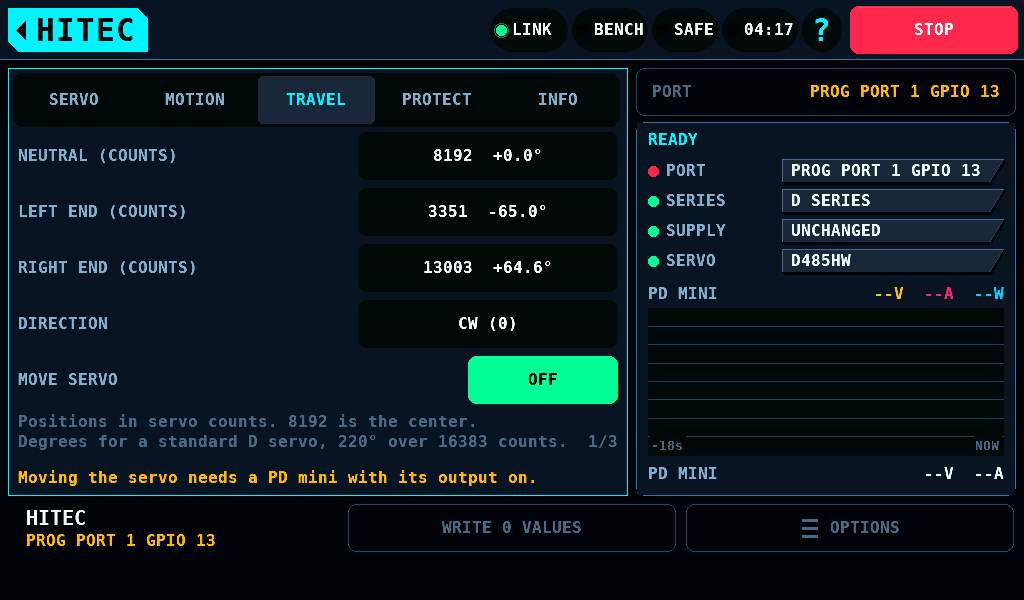 HITEC
LINK BENCH SAFE 04:17 ? STOP
SERVO MOTION TRAVEL PROTECT INFO
NEUTRAL (COUNTS) 8192 +0.0°
LEFT END (COUNTS) 3351 -65.0°
RIGHT END (COUNTS) 13003 +64.6°
DIRECTION CW (0)
MOVE SERVO OFF
Positions in servo counts. 8192 is the center.
Degrees for a standard D servo, 220° over 16383 counts. 1/3
Moving the servo needs a PD mini with its output on.
PORT PROG PORT 1 GPIO 13
READY
PORT PROG PORT 1 GPIO 13
SERIES D SERIES
SUPPLY UNCHANGED
SERVO D485HW
PD MINI --V --A --W
-18s NOW
PD MINI --V --A
HITEC
PROG PORT 1 GPIO 13
WRITE 0 VALUES
OPTIONS